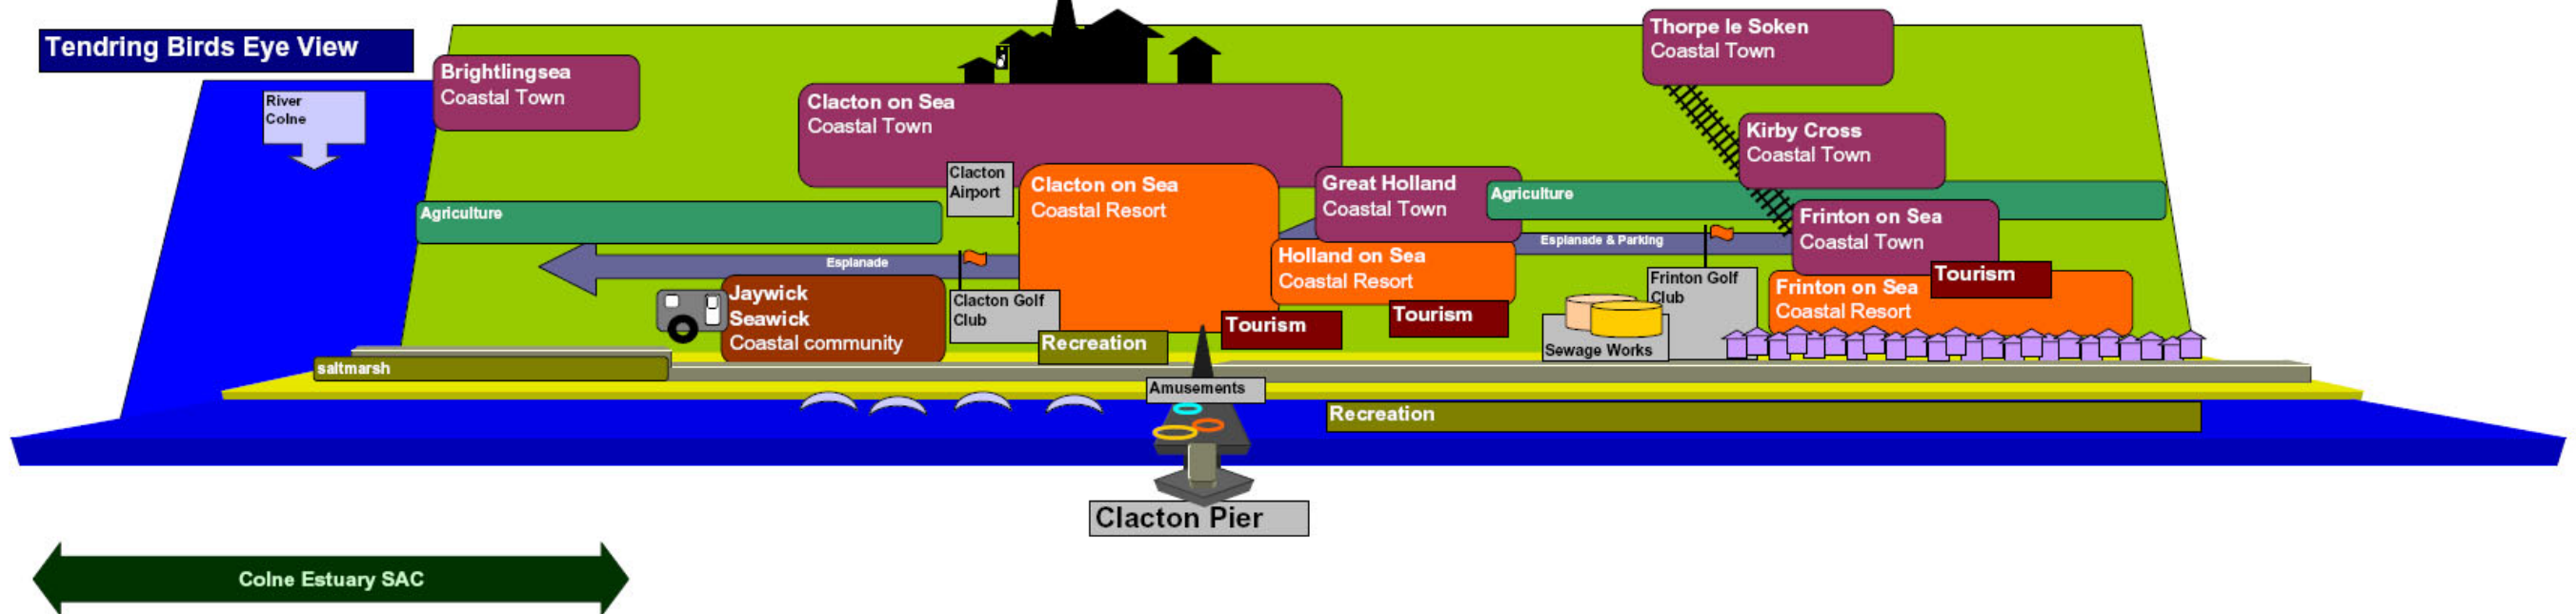 Tendring Birds Eye View
River
Colne
Brightlingsea
Coastal Town
Clacton on Sea
Coastal Town
Thorpe le Soken
Coastal Town
Kirby Cross
Coastal Town
Clacton
Airport
Clacton on Sea
Coastal Resort
Great Holland
Coastal Town
Agriculture
Agriculture
Frinton on Sea
Coastal Town
Esplanade
Esplanade & Parking
Holland on Sea
Coastal Resort
Jaywick
Seawick
Coastal community
Clacton Golf
Club
Frinton Golf
Club
Tourism
Frinton on Sea
Coastal Resort
Tourism
Tourism
Recreation
Sewage Works
saltmarsh
Amusements
Recreation
Clacton Pier
Colne Estuary SAC